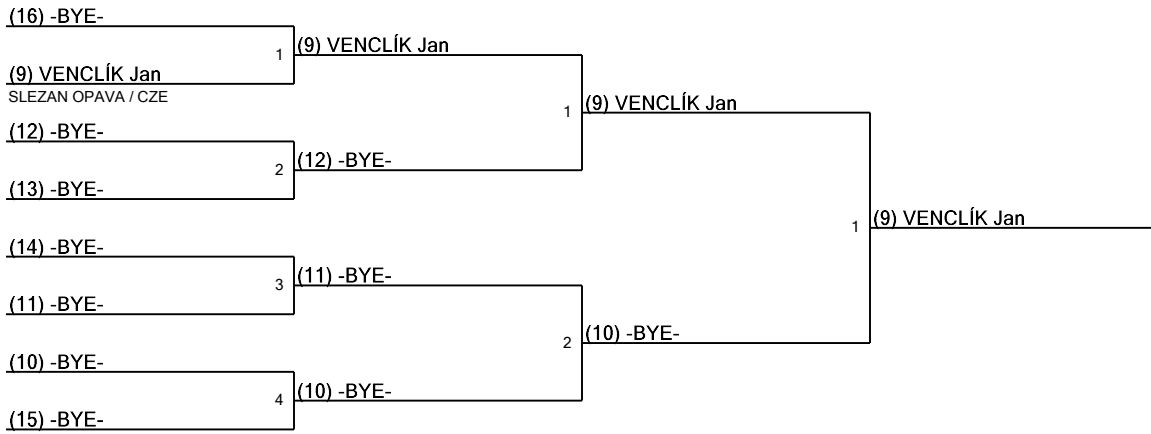 (16) -BYE-
1
(9) VENCLÍK Jan
(9) VENCLÍK Jan
SLEZAN OPAVA / CZE
1
(9) VENCLÍK Jan
(12) -BYE-
2
(12) -BYE-
(13) -BYE-
1
(9) VENCLÍK Jan
(14) -BYE-
3
(11) -BYE-
(11) -BYE-
2
(10) -BYE-
(10) -BYE-
4
(10) -BYE-
(15) -BYE-